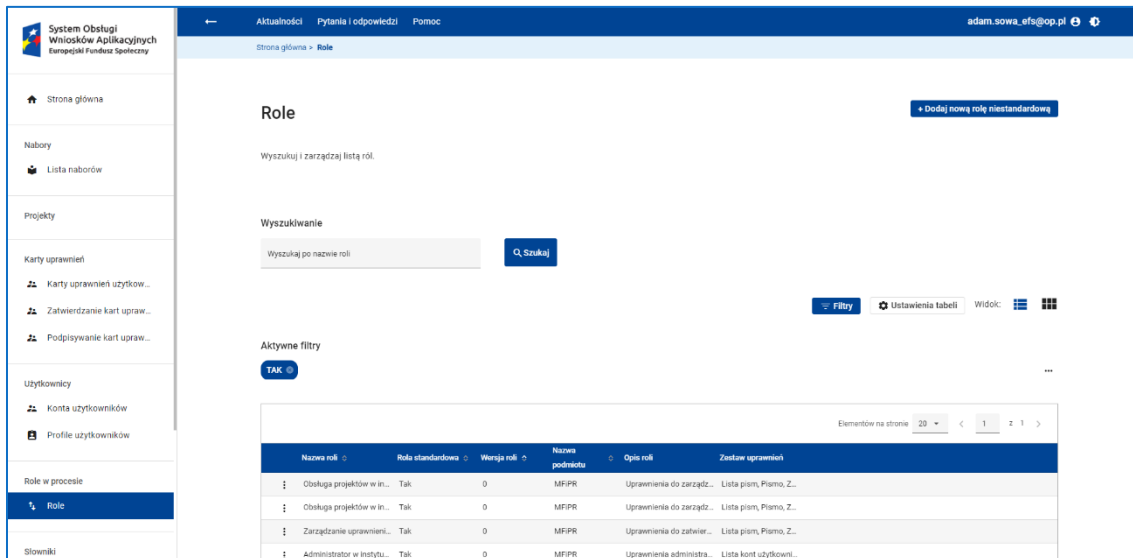 System Obsługi
Wniosków Aplikacyjnych
Europejski Fundusz Społeczny
Aktualności Pytania i odpowiedzi Pomoc
adam.sowa_efs@op.pl
Strona główna > Role
Strona główna
Nabory
Lista naborów
Projekty
Karty uprawnień
Karty uprawnień użytkow...
Zatwierdzanie kart upraw...
Podpisywanie kart upraw...
Użytkownicy
Konta użytkowników
Profile użytkowników
Role w procesie
Role
Słowniki
Role
+ Dodaj nową rolę niestandardową
Wyszukuj i zarządzaj listą ról.
Wyszukiwanie
Wyszukaj po nazwie roli
Szukaj
Filtry
Ustawienia tabeli
Widok:
Aktywne filtry
TAK
Elementów na stronie 20 < 1 z 1 >
Nazwa roli Rola standardowa Wersja roli Nazwa podmiotu Opis roli Zestaw uprawnień
Obsługa projektów w in... Tak 0 MFiPR Uprawnienia do zarządz... Lista pism, Pismo, Z...
Obsługa projektów w in... Tak 0 MFiPR Uprawnienia do zarządz... Lista pism, Pismo, Z...
Zarządzanie uprawnieni... Tak 0 MFiPR Uprawnienia do zatwier... Lista pism, Pismo, Z...
Administrator w instytu... Tak 0 MFiPR Uprawnienia administra... Lista kont użytkowni...